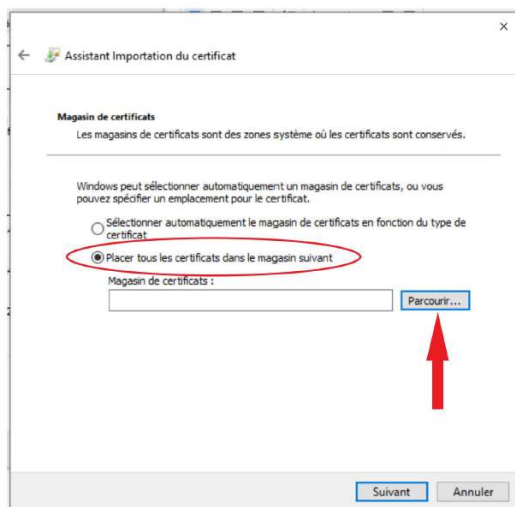 Assistant Importation du certificat
Magasin de certificats
Les magasins de certificats sont des zones système où les certificats sont conservés.
Windows peut sélectionner automatiquement un magasin de certificats, ou vous
pouvez spécifier un emplacement pour le certificat.
Sélectionner automatiquement le magasin de certificats en fonction du type de
certificat
Placer tous les certificats dans le magasin suivant
Magasin de certificats :
Parcourir...
Suivant
Annuler